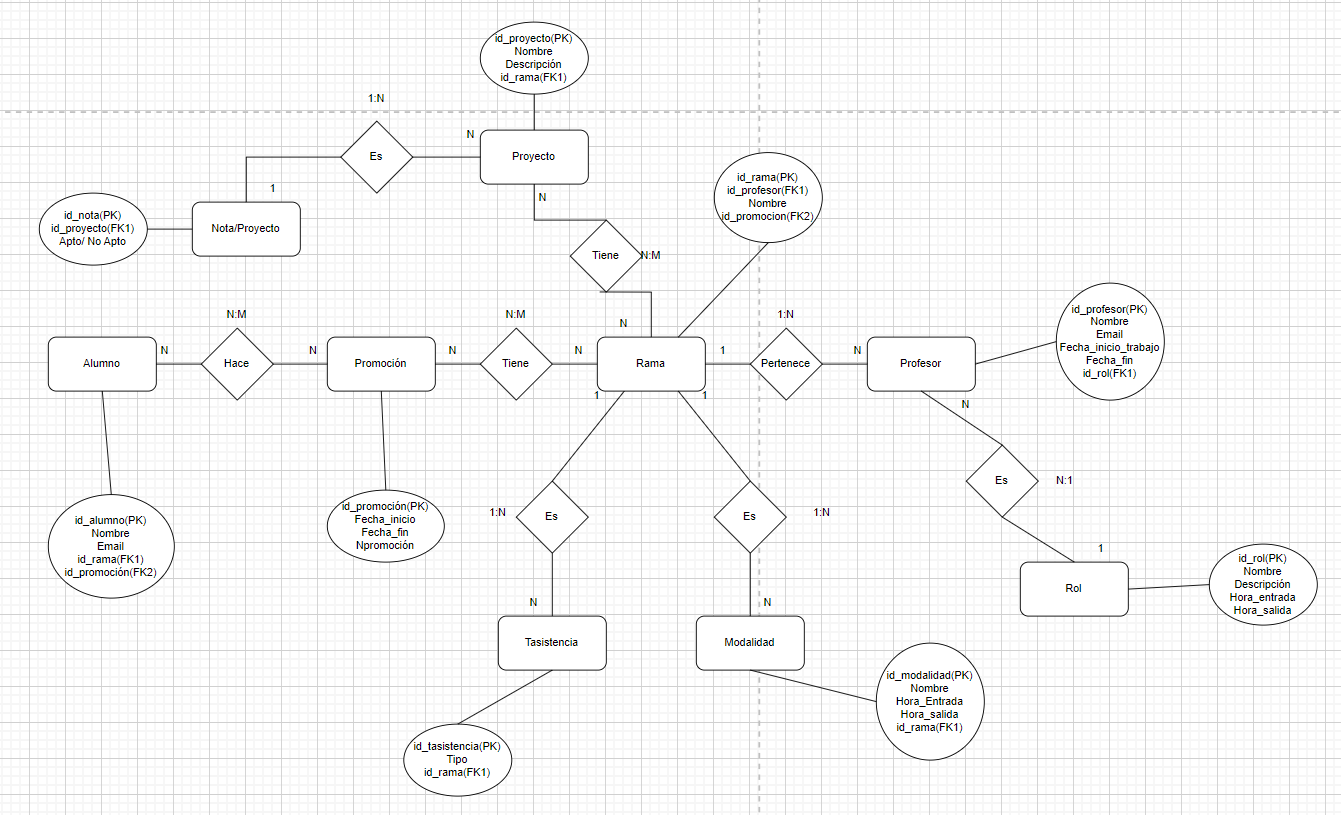 id_proyecto(PK)
Nombre
Descripción
id_rama(FK1)
1:N
N
Es
Proyecto
1
N
id_rama(PK)
id_profesor(FK1)
Nombre
id_promocion(FK2)
id_nota(PK)
id_proyecto(FK1)
Apto/ No Apto
Nota/Proyecto
Tiene
N:M
N
N:M
N
Hace
N
Alumno
Promoción
N:M
N
Tiene
N
Rama
1
1:N
Pertenece
N
Profesor
id_profesor(PK)
Nombre
Email
Fecha_inicio_trabajo
Fecha_fin
id_rol(FK1)
1
1
N
Es
N:1
1
id_alumno(PK)
Nombre
Email
id_rama(FK1)
id_promoción(FK2)
id_promoción(PK)
Fecha_inicio
Fecha_fin
Npromoción
1:N
Es
Es
1:N
N
N
Rol
id_rol(PK)
Nombre
Descripción
Hora_entrada
Hora_salida
Tasistencia
Modalidad
id_modalidad(PK)
Nombre
Hora_Entrada
Hora_salida
id_rama(FK1)
id_tasistencia(PK)
Tipo
id_rama(FK1)